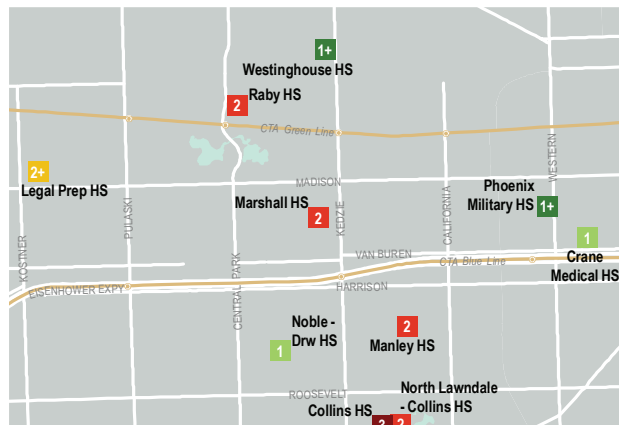 1+
Westinghouse HS
2
Raby HS
CTA Green Line
2+
Legal Prep HS
MADISON
WESTERN
Phoenix
Military HS
1+
Marshall HS
2
KEDZIE
CALIFORNIA
KOSTNER
PULASKI
1
Crane
Medical HS
VAN BUREN
CTA Blue Line
EISENHOWER EXPY
HARRISON
CENTRAL PARK
Noble -
Drw HS
1
2
Manley HS
ROOSEVELT
North Lawndale
- Collins HS
Collins HS
3
2